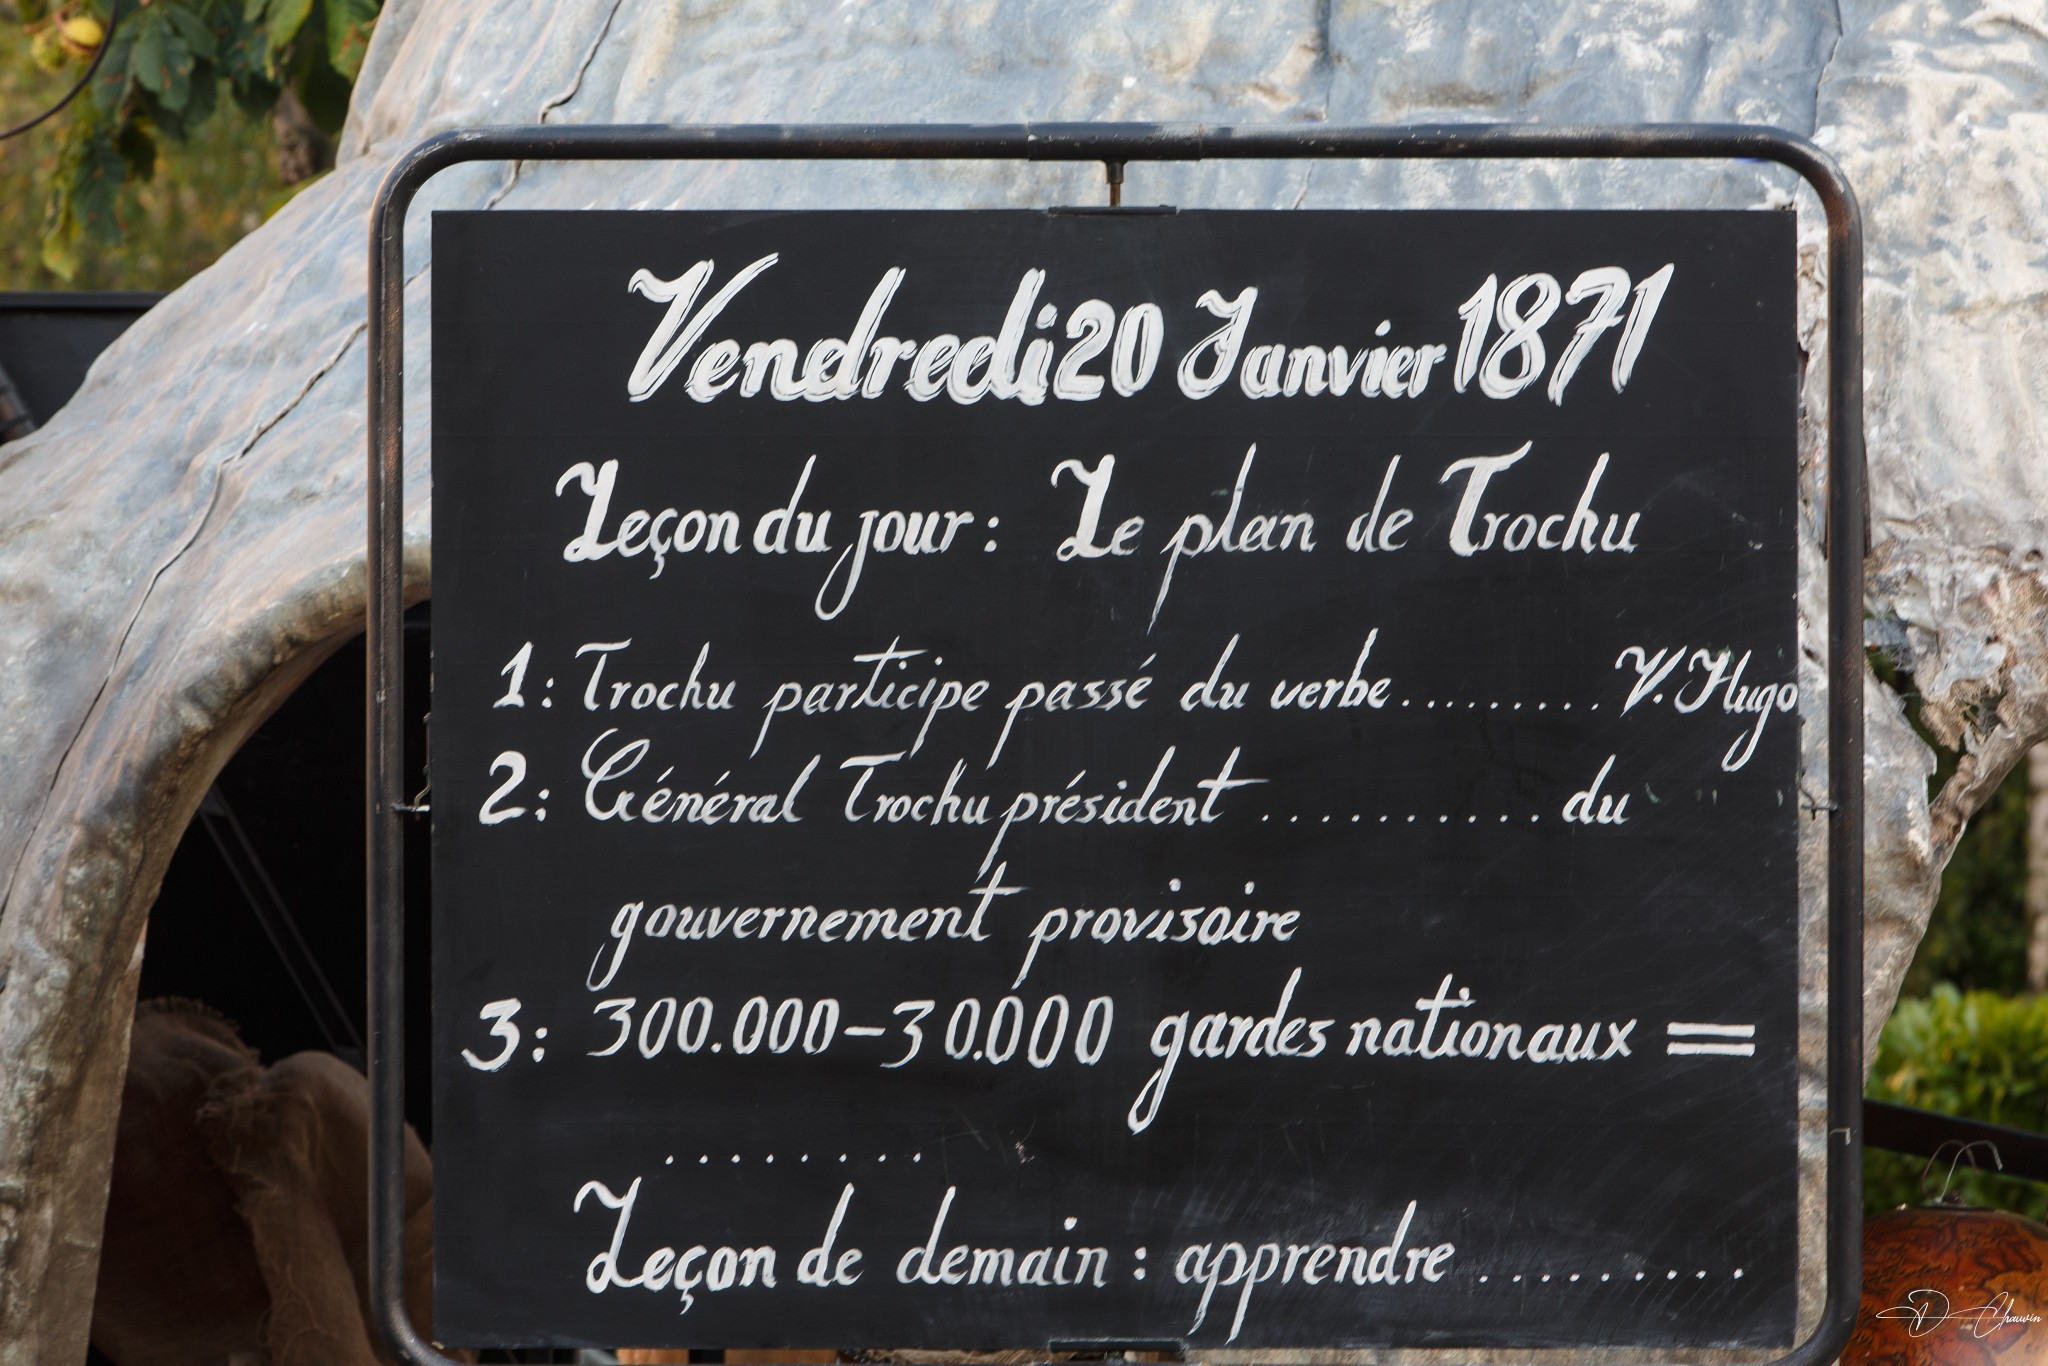 Vendredi 20 Janvier 1871
Leçon du jour : Le plan de Trochu
1 : Trochu participe passé du verbe ......... V. Hugo
2 : Général Trochu président .......... du
gouvernement provisoire
3 : 300.000 - 30.000 gardes nationaux =
.........
Leçon de demain : apprendre .........
D Chauvin